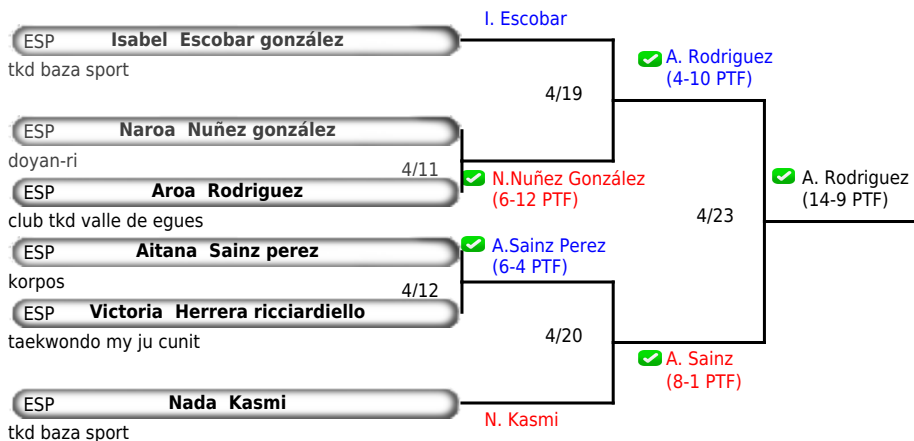 I. Escobar
ESP Isabel Escobar gonzález
tkd baza sport
A. Rodriguez
(4-10 PTF)
4/19
ESP Naroa Nuñez gonzález
doyan-ri
4/11
N.Nuñez González
(6-12 PTF)
ESP Aroa Rodriguez
club tkd valle de egues
A. Rodriguez
(14-9 PTF)
4/23
ESP Aitana Sainz perez
korpos
A.Sainz Perez
(6-4 PTF)
4/12
ESP Victoria Herrera ricciardiello
taekwondo my ju cunit
4/20
A. Sainz
(8-1 PTF)
ESP Nada Kasmi
tkd baza sport
N. Kasmi